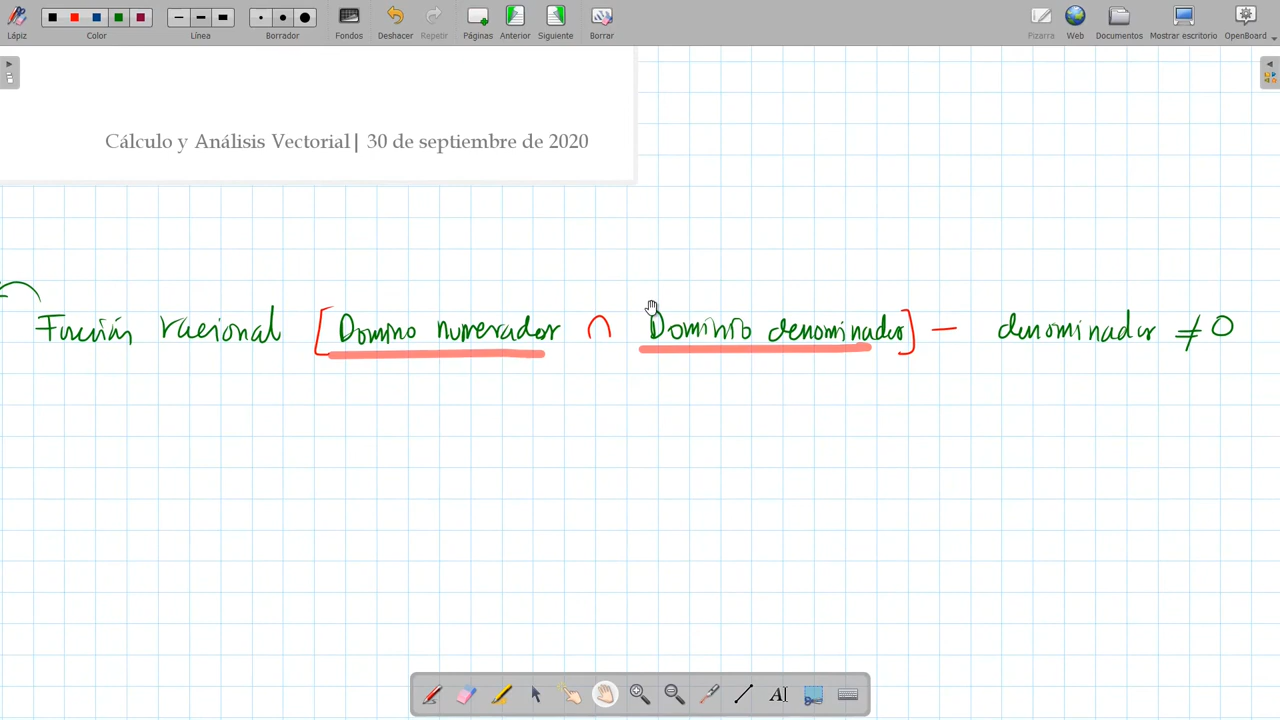 Lápiz Color Línea Borrador Fondos Deshacer Repetir Páginas Anterior Siguiente Borrar Pizarra Web Documentos Mostrar escritorio OpenBoard
Cálculo y Análisis Vectorial| 30 de septiembre de 2020
Función racional [Domino numerador ∩ Dominio denominador] − denominador ≠ 0